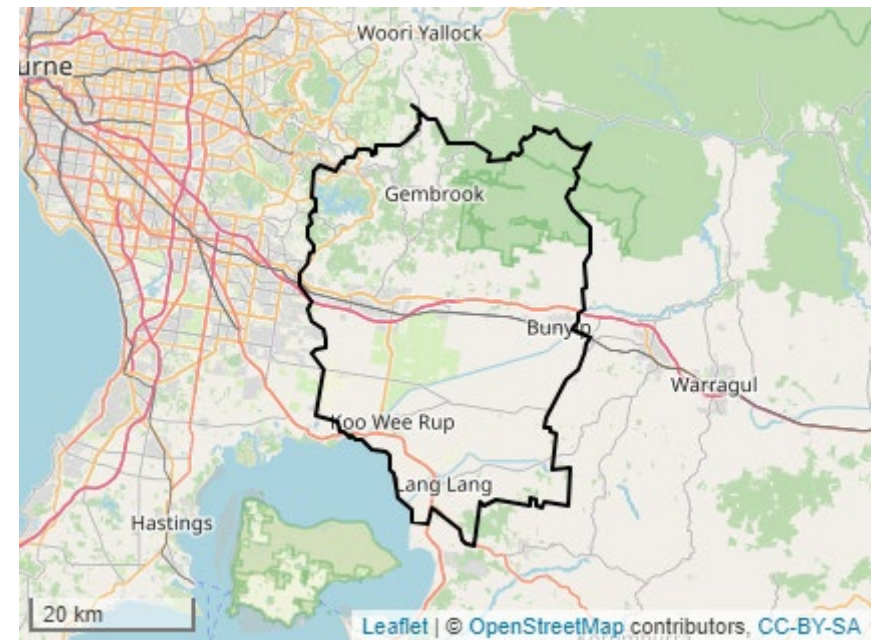 Woori Yallock
urne
Gembrook
Bunyip
Warragul
Koo Wee Rup
Lang Lang
Hastings
20 km
Leaflet | © OpenStreetMap contributors, CC-BY-SA